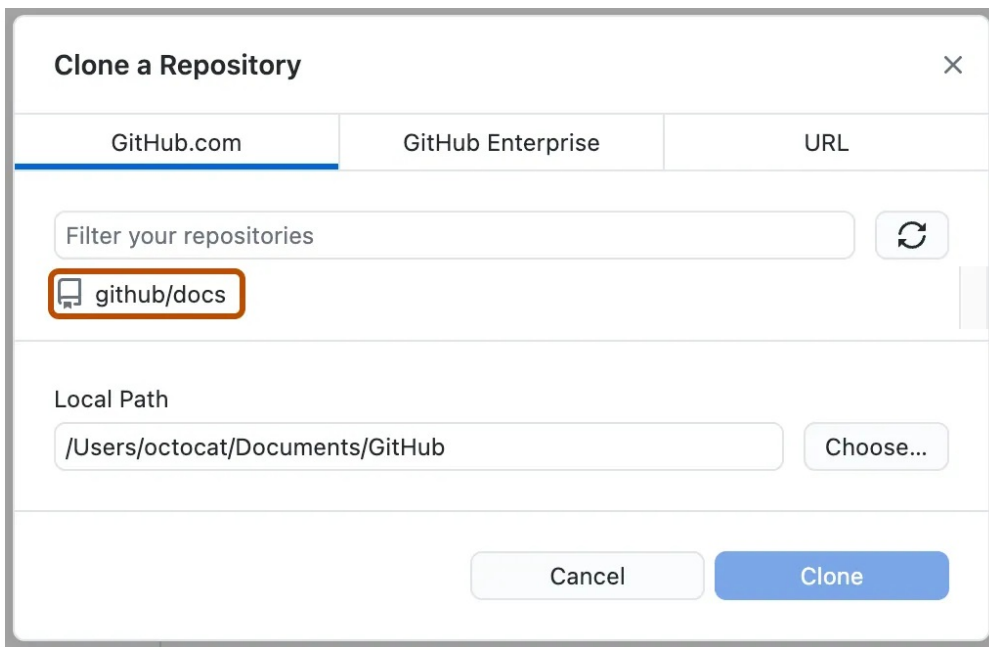 Clone a Repository
GitHub.com GitHub Enterprise URL
Filter your repositories
github/docs
Local Path
/Users/octocat/Documents/GitHub Choose...
Cancel Clone